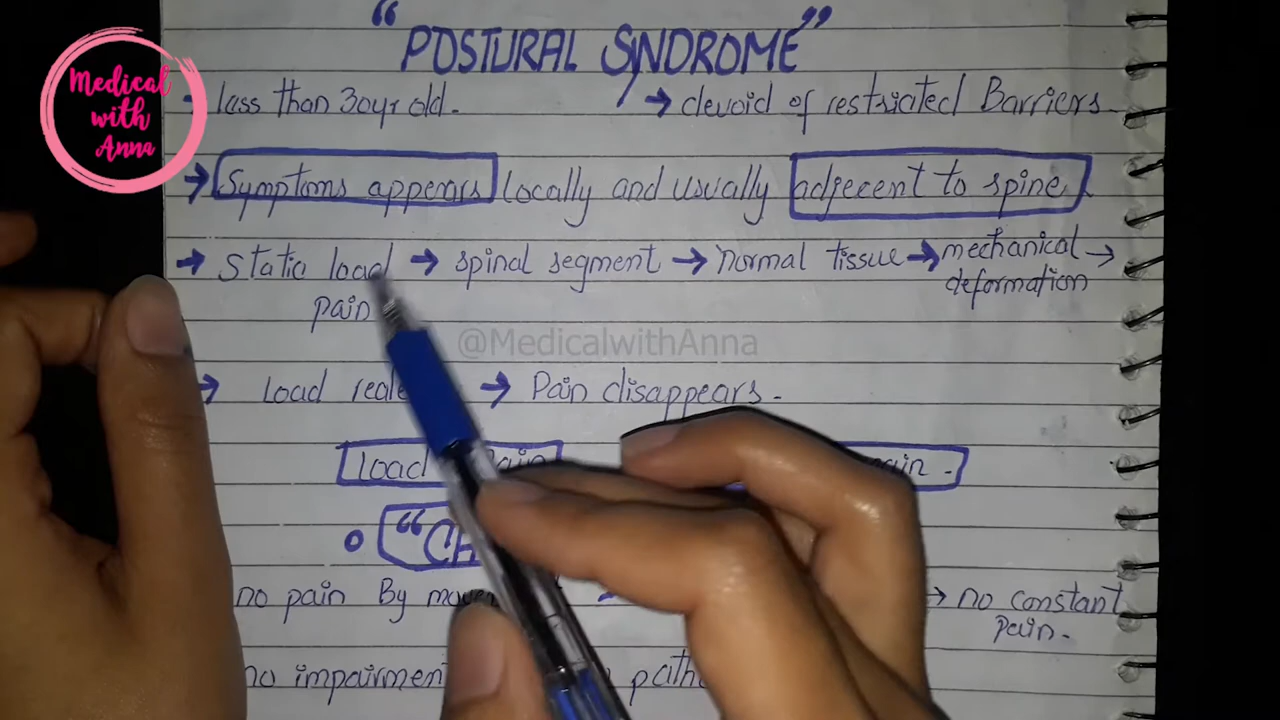 “POSTURAL SYNDROME”
Medical with Anna
less than 30yr old. → devoid of restricted Barriers.
→ Symptoms appears locally and usually adjecent to spine.
→ Static load → spinal segment → normal tissue → mechanical deformation →
pain
@MedicalwithAnna
→ Load → Pain disappears.
Load
“
no pain By → no constant pain.
no